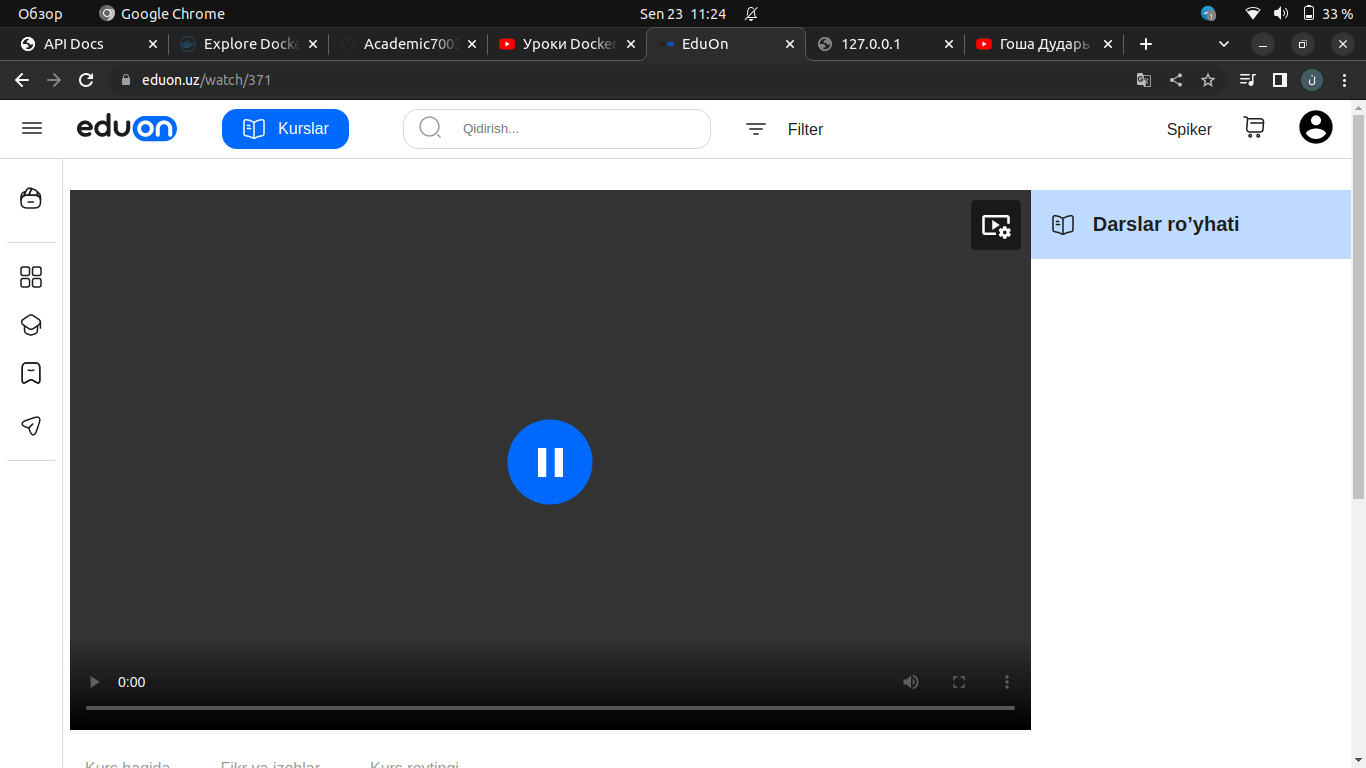 Обзор Google Chrome Sen 23 11:24 33 %
API Docs Explore Docke Academic700 Уроки Docker EduOn 127.0.0.1 Гоша Дударь
eduon.uz/watch/371
eduon Kurslar Qidirish... Filter Spiker
Darslar ro’yhati
0:00
Kurs haqida Fikr va izohlar Kurs reytingi